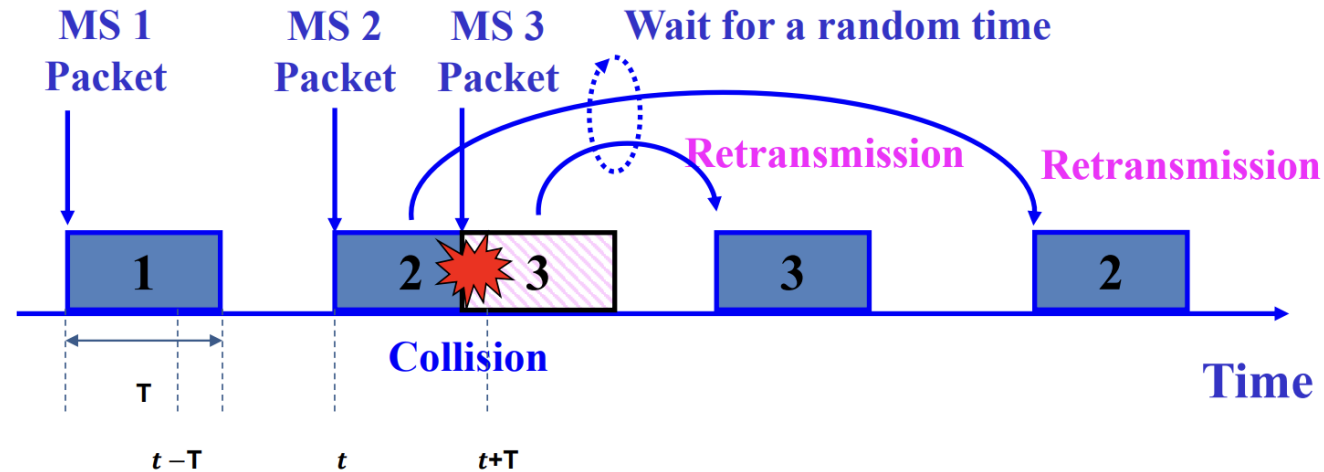 MS 1
Packet
MS 2
Packet
MS 3
Packet
Wait for a random time
Retransmission
Retransmission
1
2
3
3
2
Collision
Time
T
t –T
t
t+T